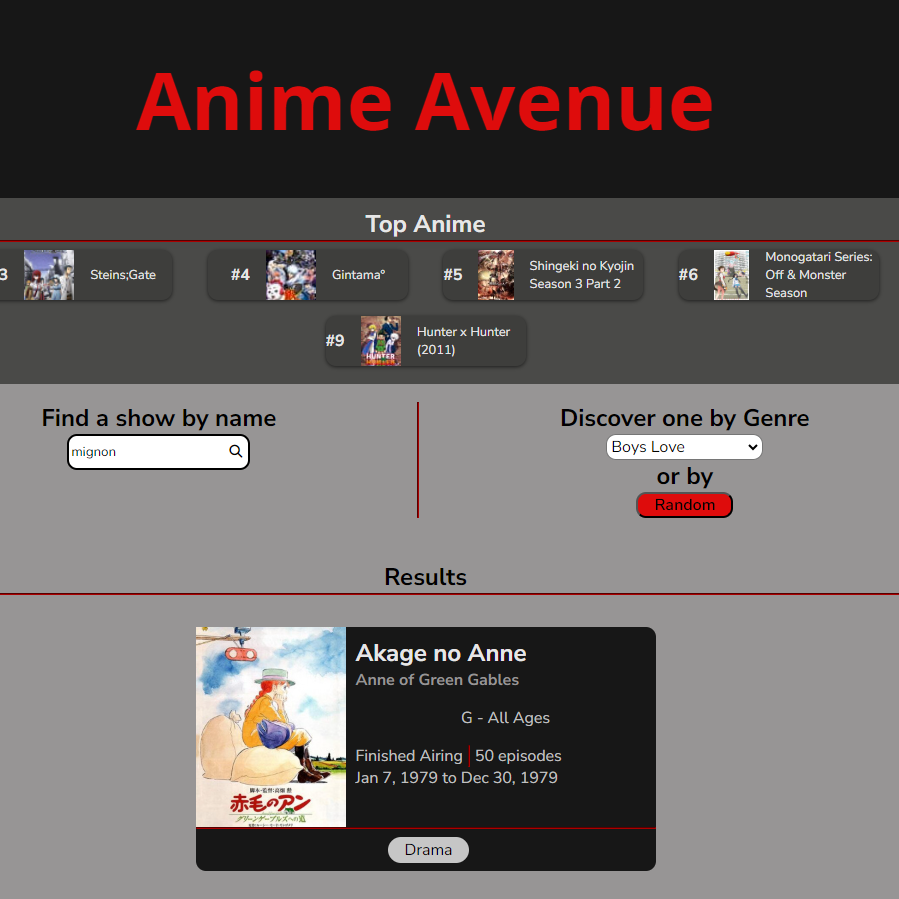 Anime Avenue
Top Anime
3
Steins;Gate
#4
Gintama°
#5
Shingeki no Kyojin
Season 3 Part 2
#6
Monogatari Series:
Off & Monster
Season
#9
HUNTER
Hunter x Hunter
(2011)
Find a show by name
mignon
Discover one by Genre
Boys Love
or by
Random
Results
赤毛のアン
グリーンゲーブルズへの道
Akage no Anne
Anne of Green Gables
G - All Ages
Finished Airing
50 episodes
Jan 7, 1979 to Dec 30, 1979
Drama